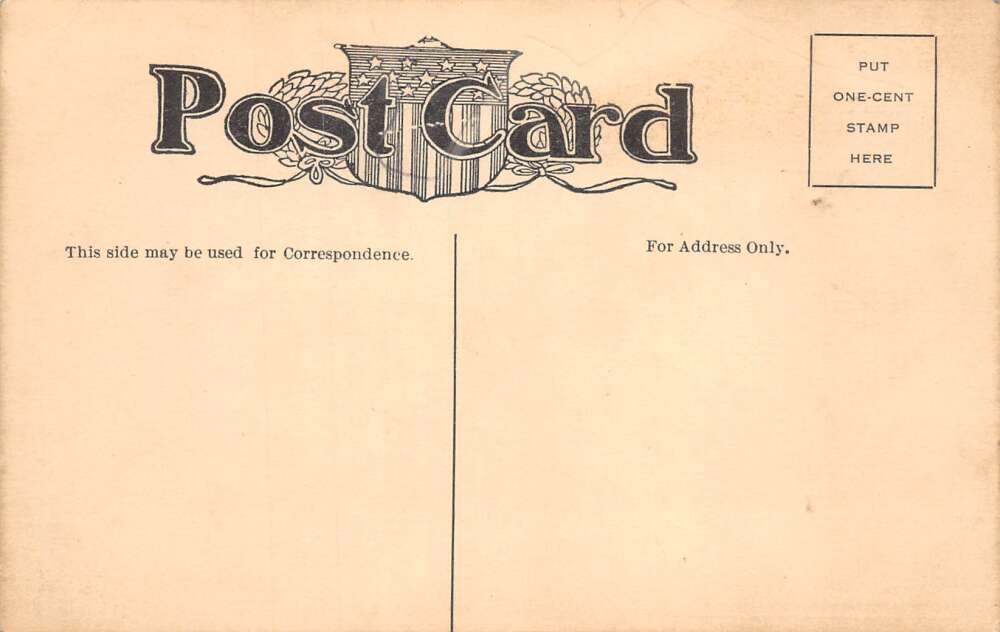 Post Card
PUT
ONE-CENT
STAMP
HERE
This side may be used for Correspondence.
For Address Only.